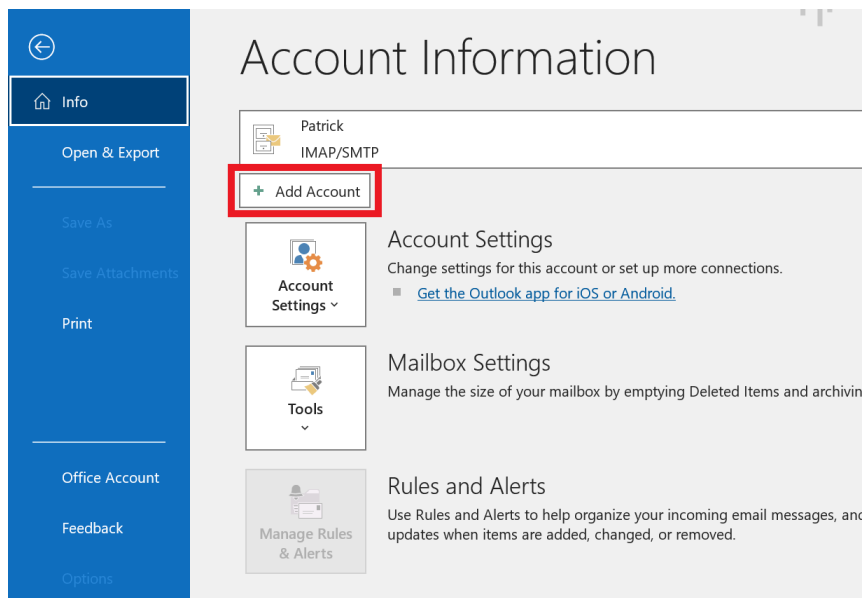 Account Information
Info
Open & Export
Save As
Save Attachments
Print
Office Account
Feedback
Options
Patrick
IMAP/SMTP
+ Add Account
Account
Settings
Account Settings
Change settings for this account or set up more connections.
Get the Outlook app for iOS or Android.
Tools
Mailbox Settings
Manage the size of your mailbox by emptying Deleted Items and archivin
Manage Rules
& Alerts
Rules and Alerts
Use Rules and Alerts to help organize your incoming email messages, and
updates when items are added, changed, or removed.